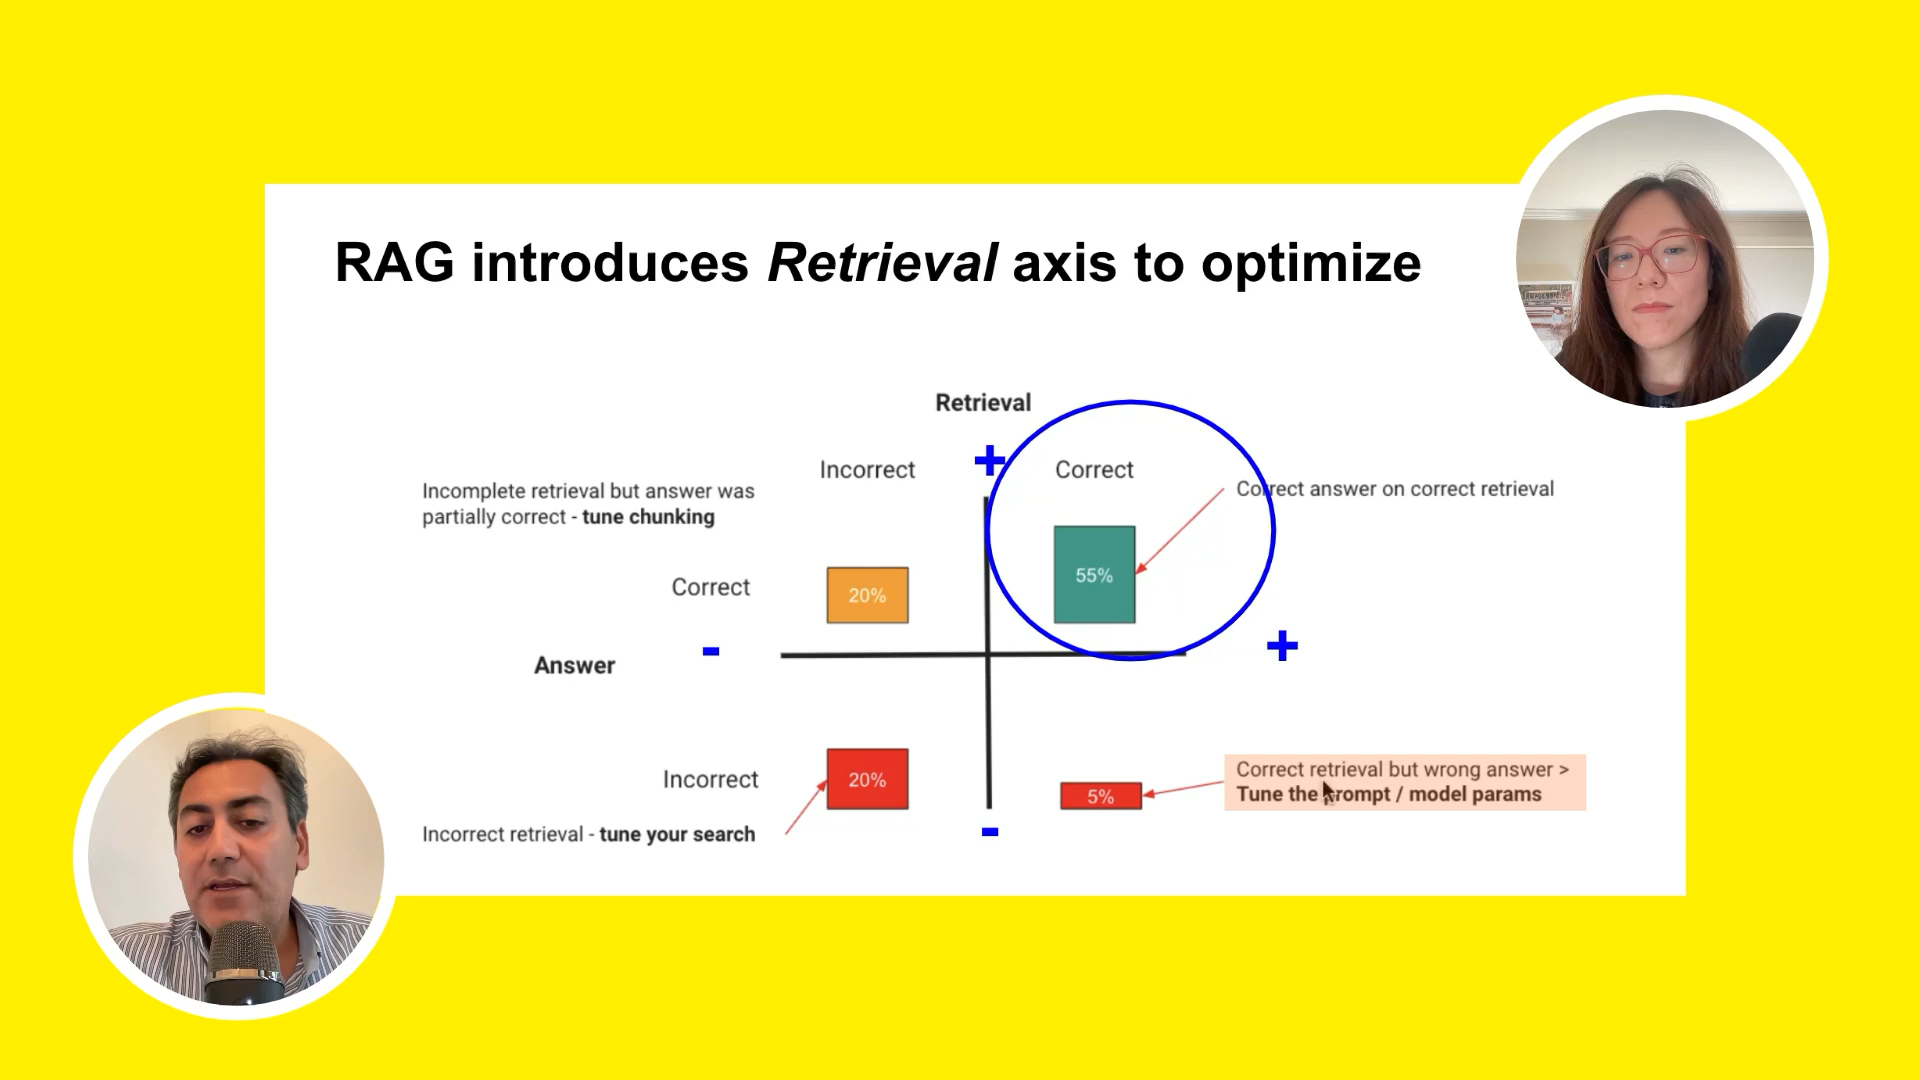 RAG introduces Retrieval axis to optimize
Retrieval
+
Incorrect
Correct
Incomplete retrieval but answer was
partially correct - tune chunking
Correct answer on correct retrieval
Correct
20%
55%
-
+
Answer
Incorrect
20%
5%
Correct retrieval but wrong answer >
Tune the prompt / model params
Incorrect retrieval - tune your search
-